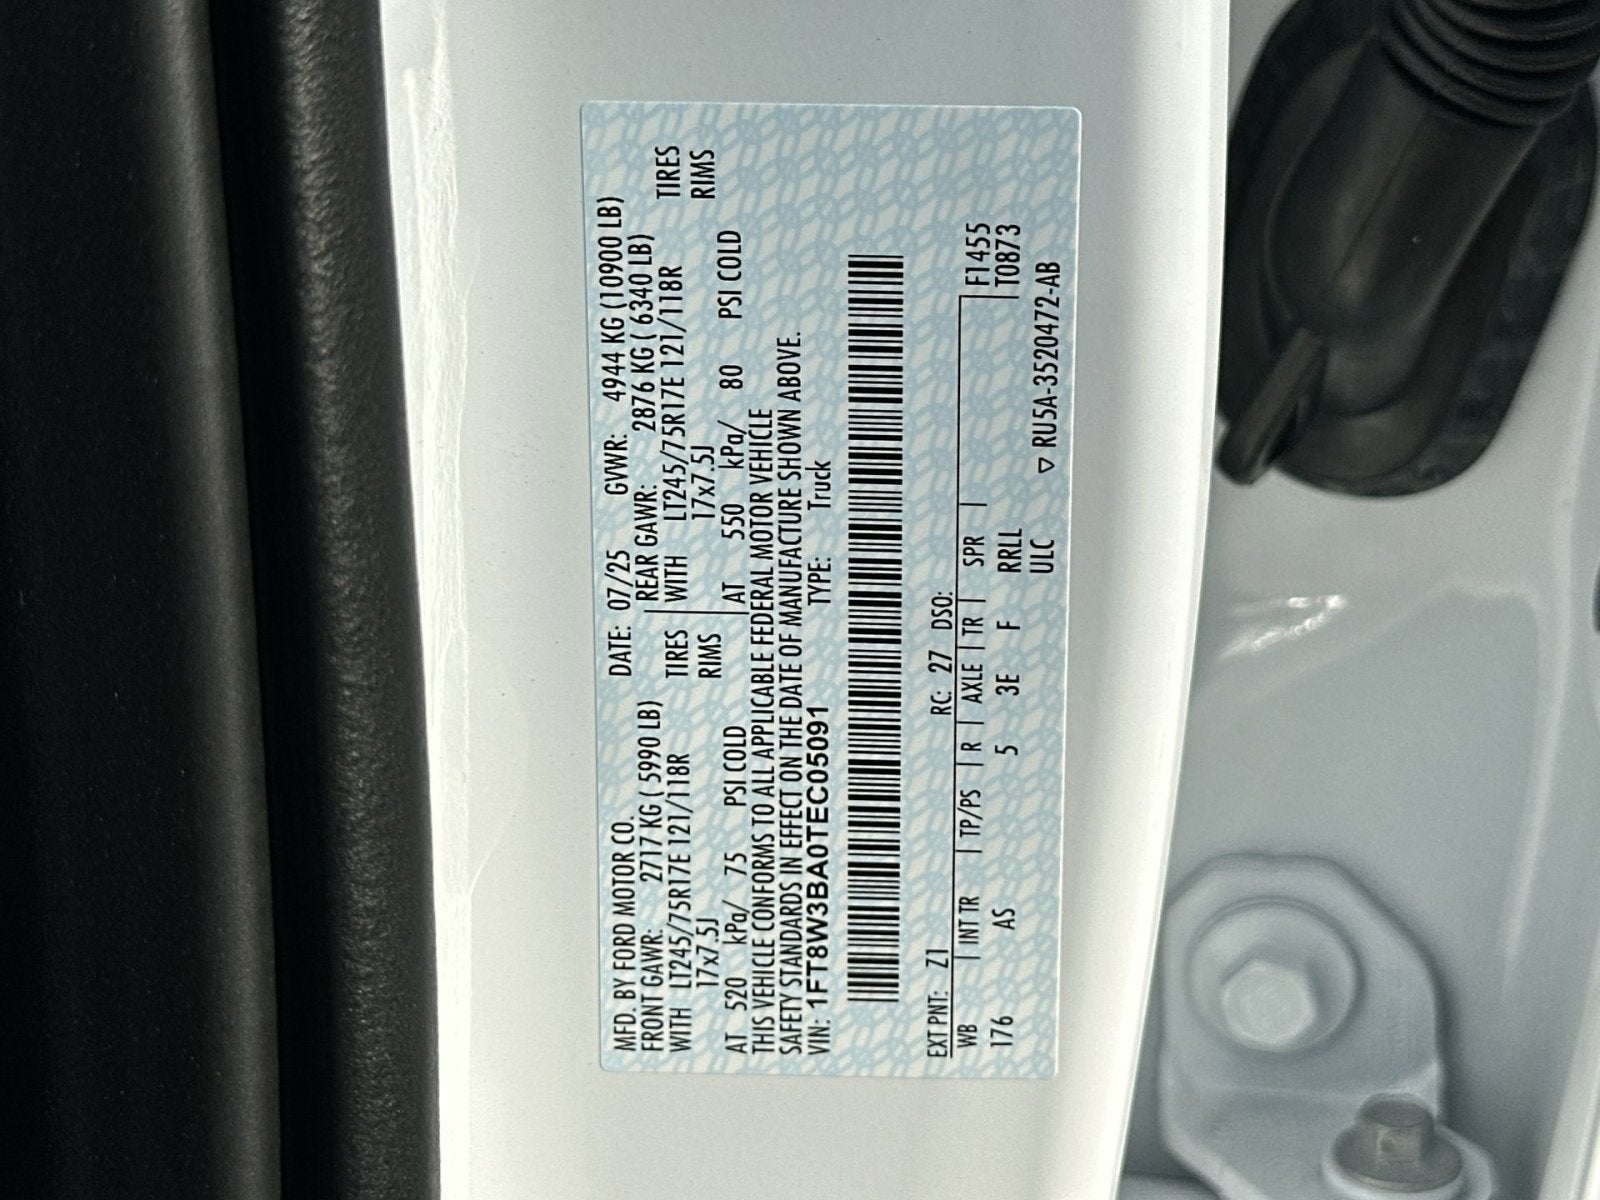 MFD. BY FORD MOTOR CO.
DATE: 07/25 GVWR: 4944 KG (10900 LB)
FRONT GAWR: 2717 KG ( 5990 LB) REAR GAWR: 2876 KG ( 6340 LB)
WITH LT245/75R17E 121/118R TIRES WITH LT245/75R17E 121/118R TIRES
17x7.5J RIMS 17x7.5J RIMS
AT 520 kPa/ 75 PSI COLD AT 550 kPa/ 80 PSI COLD
THIS VEHICLE CONFORMS TO ALL APPLICABLE FEDERAL MOTOR VEHICLE
SAFETY STANDARDS IN EFFECT ON THE DATE OF MANUFACTURE SHOWN ABOVE.
VIN: 1FT8W3BA0TEC05091 TYPE: Truck
EXT PNT: Z1 RC: 27 DSO:
WB INT TR TP/PS R AXLE TR SPR F1455
176 AS 5 3E F RRLL T0873
ULC ▽ RU5A-3520472-AB